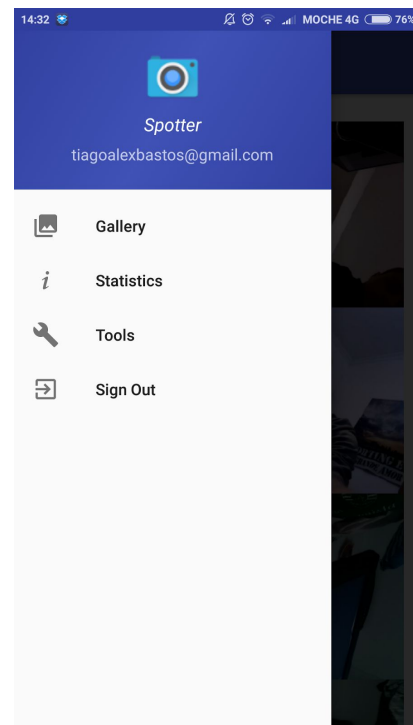 14:32 MOCHE 4G 76%
Spotter
tiagoalexbastos@gmail.com
Gallery
Statistics
Tools
Sign Out